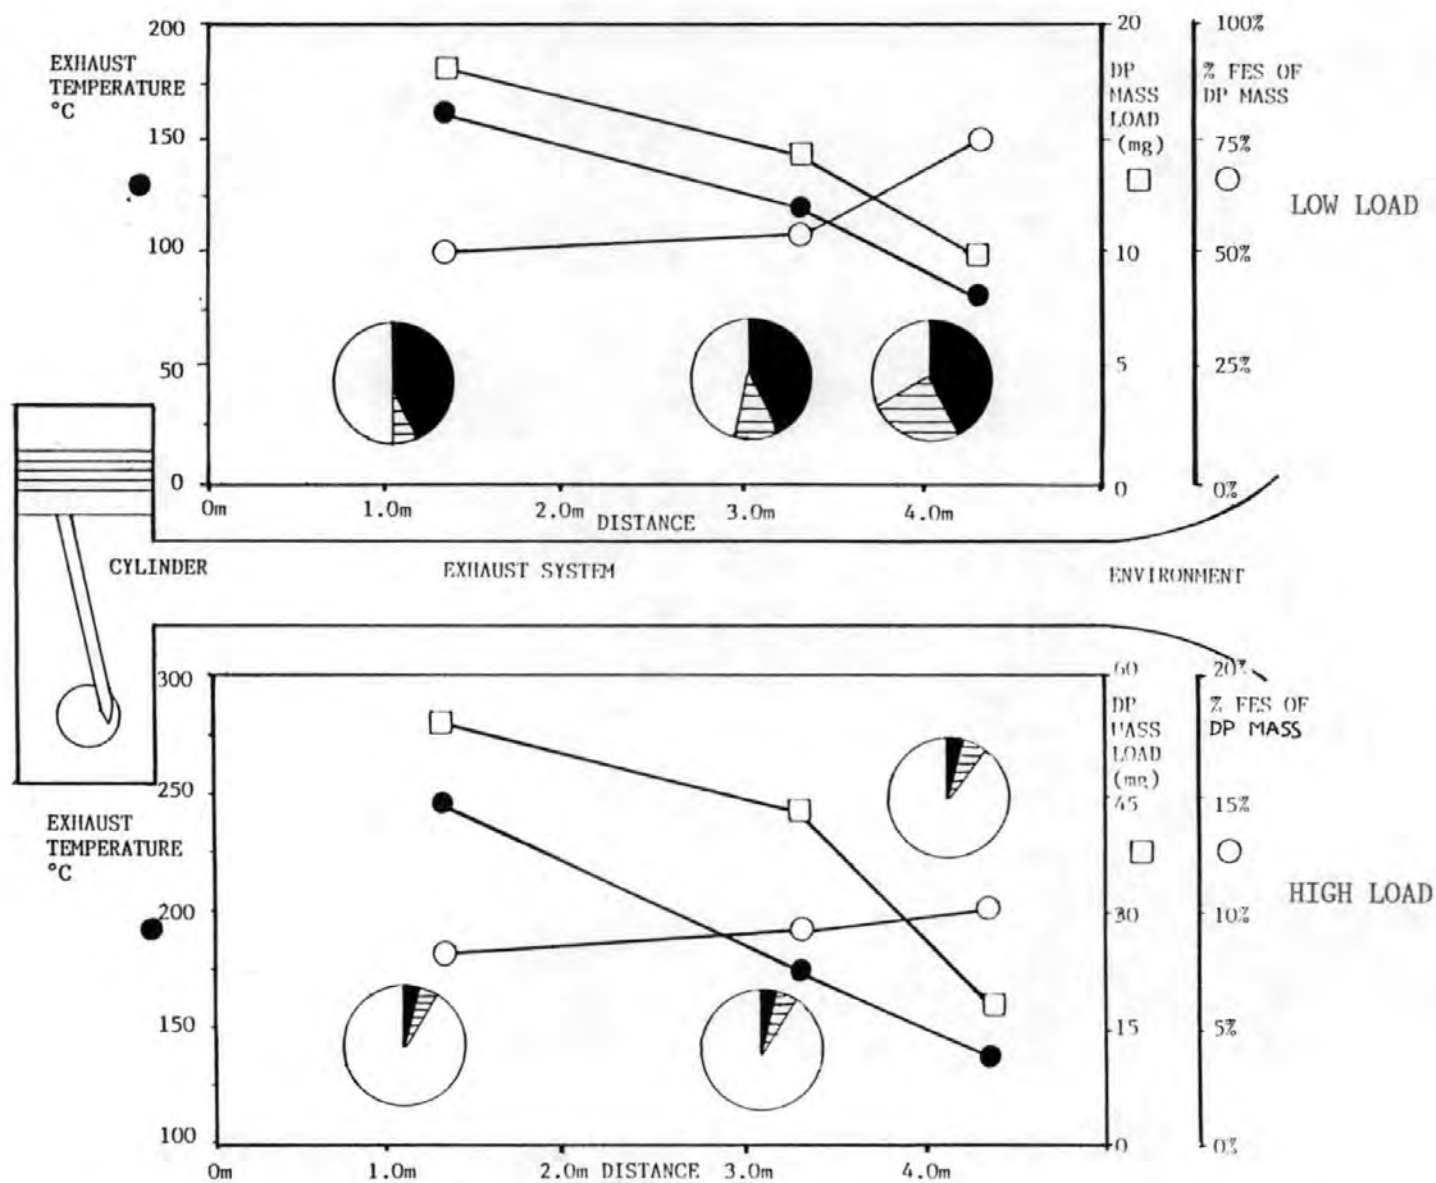 200
EXHAUST
TEMPERATURE
°C
150
100
50
0
20
DP
MASS
LOAD
(mg)
10
5
0
100%
% FES OF
DP MASS
75%
50%
25%
0%
LOW LOAD
0m
1.0m
2.0m
3.0m
4.0m
DISTANCE
CYLINDER
EXHAUST SYSTEM
ENVIRONMENT
300
250
EXHAUST
TEMPERATURE
°C
200
150
100
60
DP
MASS
LOAD
(mg)
45
30
15
0
20%
% FES OF
DP MASS
15%
10%
5%
0%
HIGH LOAD
0m
1.0m
2.0m DISTANCE
3.0m
4.0m